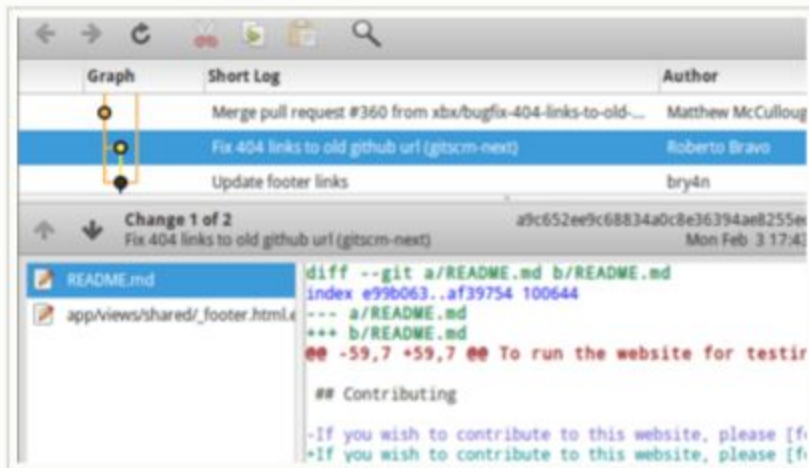 Graph Short Log Author
Merge pull request #360 from xbx/bugfix-404-links-to-old-... Matthew McCulloug
Fix 404 links to old github url (gitscm-next) Roberto Bravo
Update footer links bry4n
Change 1 of 2 a9c652ee9c68834a0c8e36394ae8255e
Fix 404 links to old github url (gitscm-next) Mon Feb 3 17:43
README.md
app/views/shared/_footer.html.e
diff --git a/README.md b/README.md
index e99b063..af39754 100644
--- a/README.md
+++ b/README.md
@@ -59,7 +59,7 @@ To run the website for testin
## Contributing
-If you wish to contribute to this website, please [f
+If you wish to contribute to this website, please [f